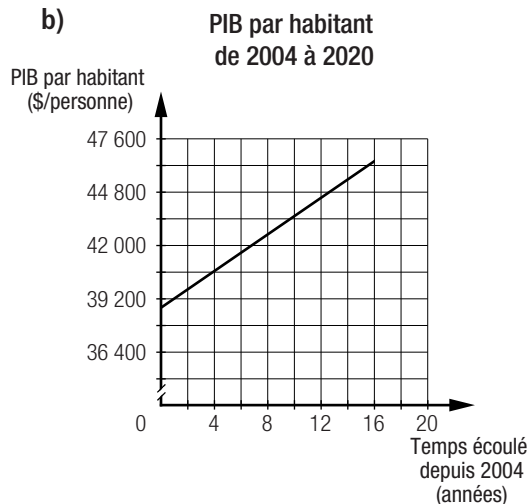 b)
PIB par habitant
de 2004 à 2020
PIB par habitant
($/personne)
47 600
44 800
42 000
39 200
36 400
0
4
8
12
16
20
Temps écoulé
depuis 2004
(années)